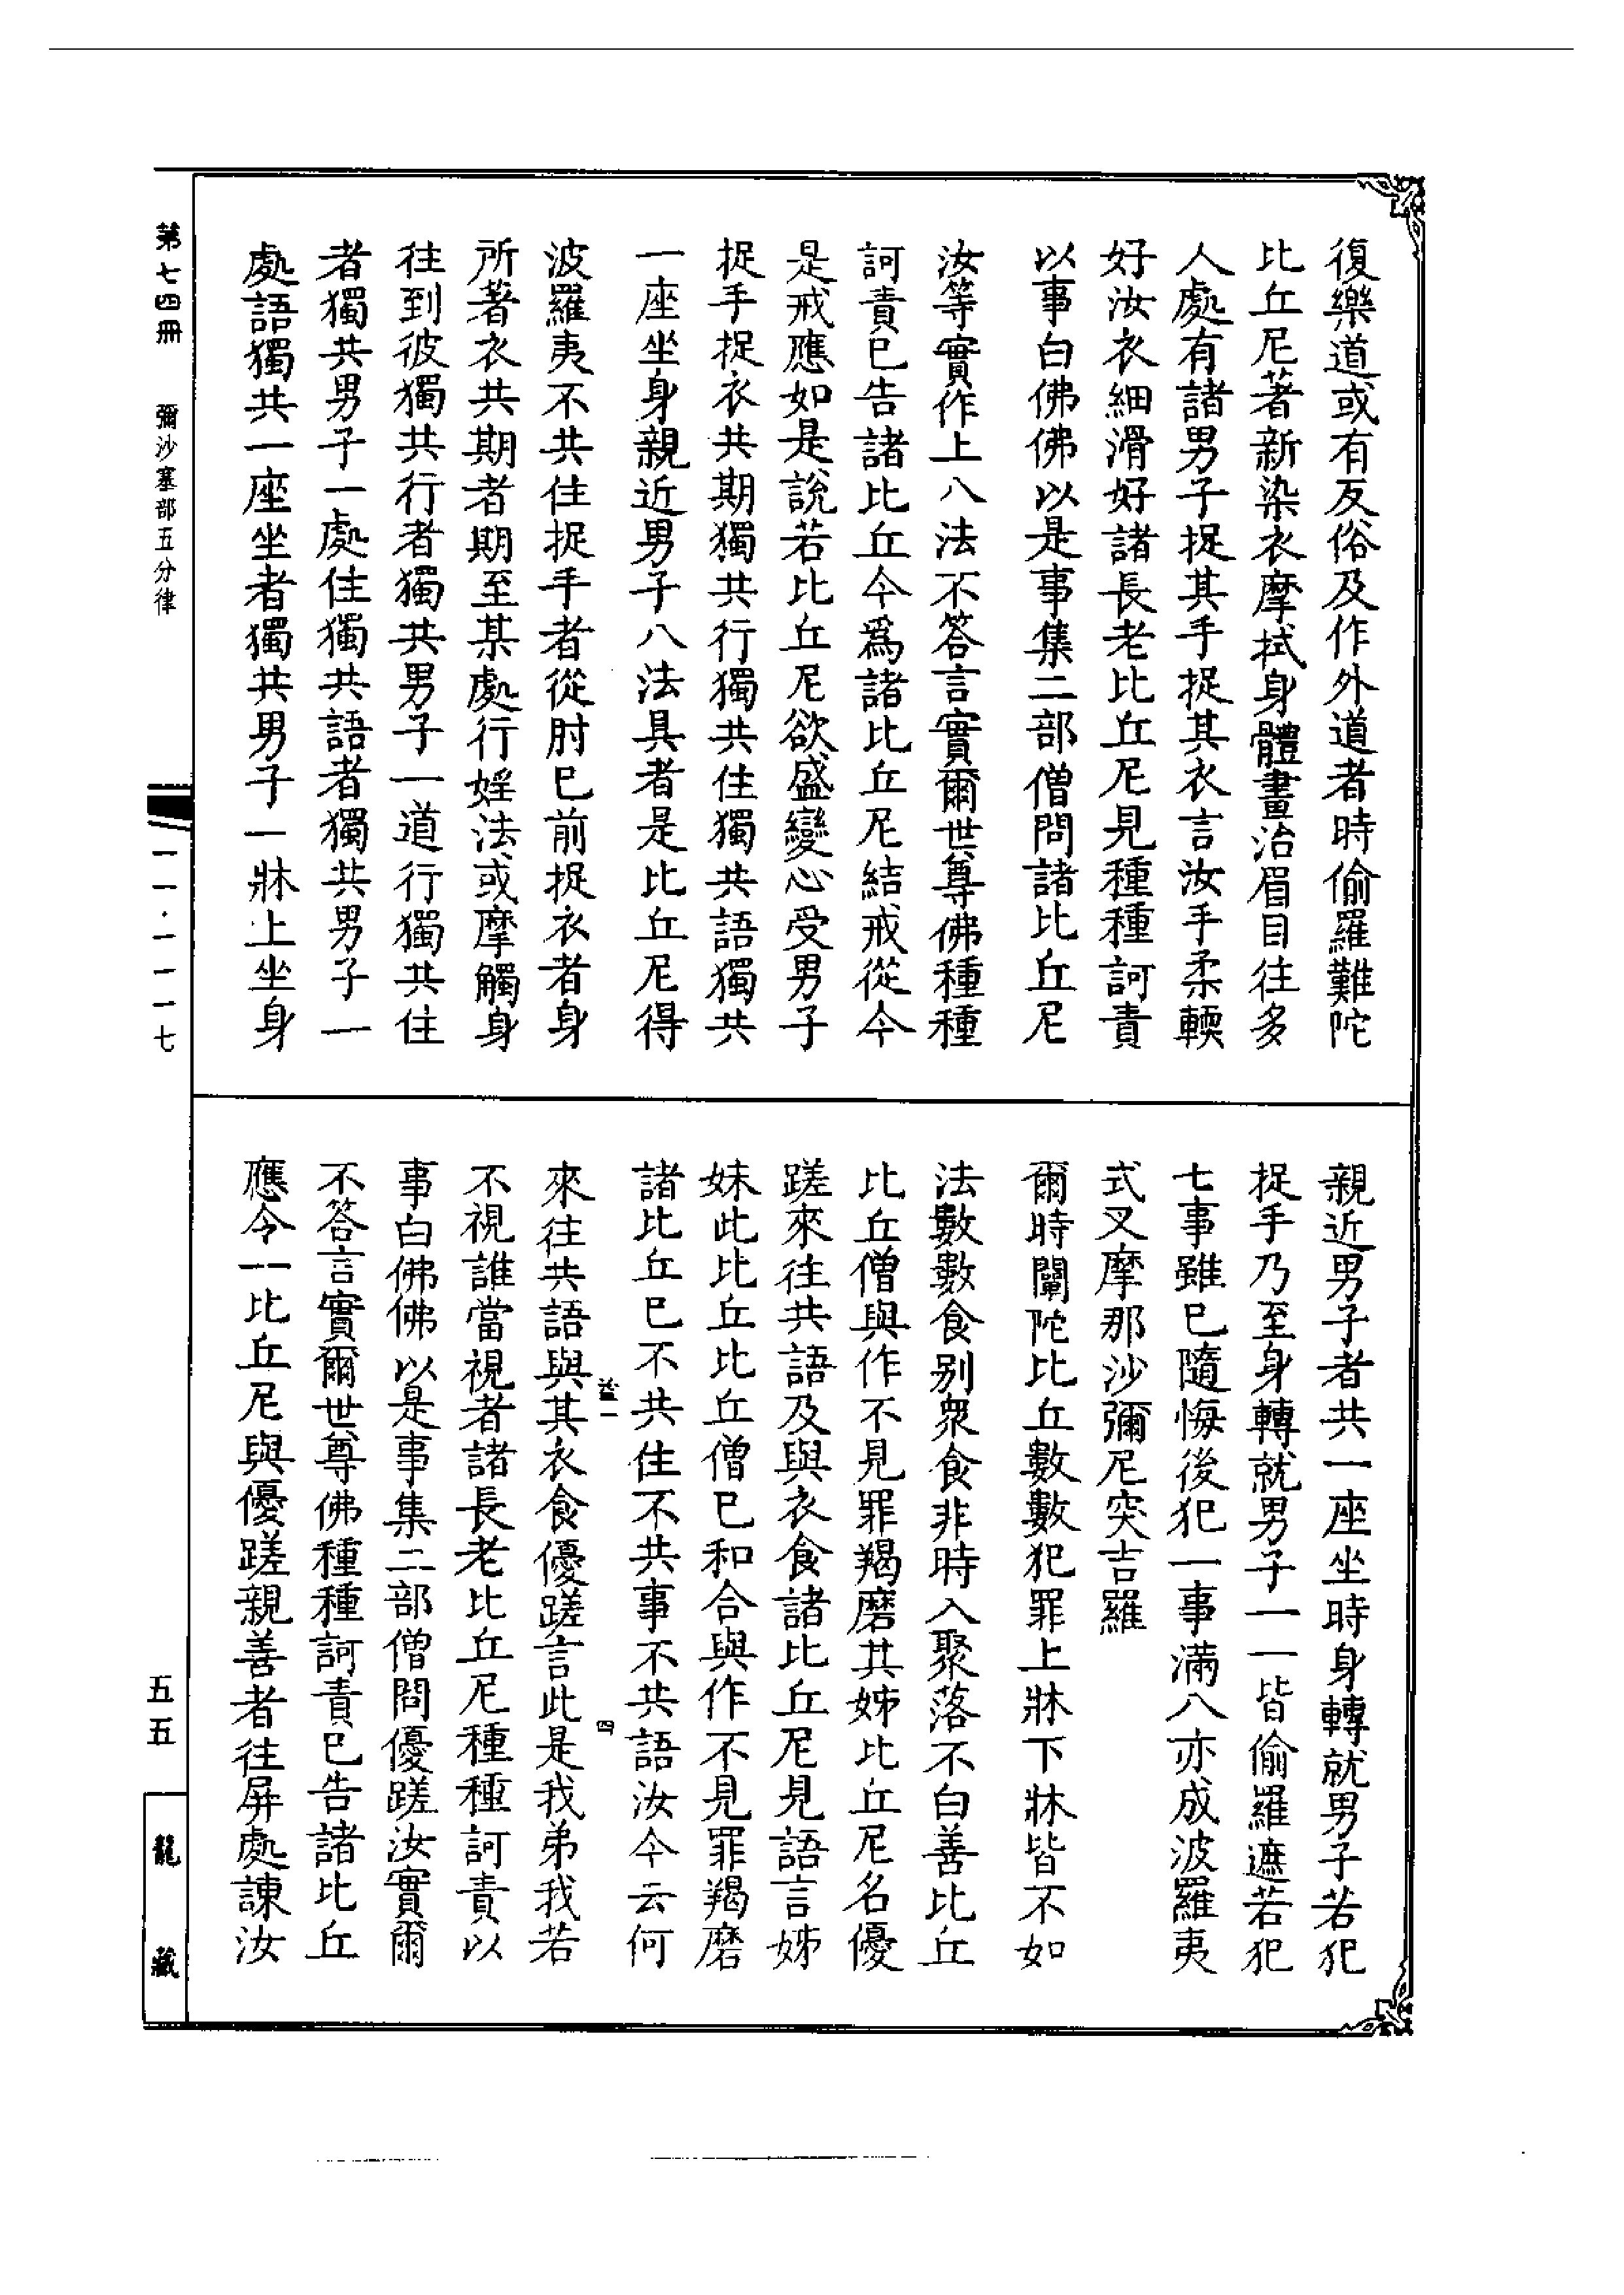 復樂道或有反俗及作外道者時偷羅難陀
比丘尼著新染衣摩拭身體畫治眉目往多
人處有諸男子捉其手捉其衣言汝手柔輭
好汝衣細滑好諸長老比丘尼見種種訶責
以事白佛佛以是事集二部僧問諸比丘尼
汝等實作上八法不答言實爾世尊佛種種
訶責已告諸比丘今爲諸比丘尼結戒從今
是戒應如是說若比丘尼欲盛變心受男子
捉手捉衣共期獨共行獨共住獨共語獨共
一座坐身親近男子八法具者是比丘尼得
波羅夷不共住捉手者從肘已前捉衣者身
所著衣共期者期至某處行婬法或摩觸身
往到彼獨共行者獨共男子一道行獨共住
者獨共男子一處住獨共語者獨共男子一
處語獨共一座坐者獨共男子一牀上坐身
親近男子者共一座坐時身轉就男子若犯
捉手乃至身轉就男子一一皆偷羅遮若犯
七事雖已隨悔後犯一事滿八亦成波羅夷
式叉摩那沙彌尼突吉羅
爾時闡陀比丘數數犯罪上牀下牀皆不如
法數數食别衆食非時入聚落不白善比丘
比丘僧與作不見罪羯磨其姊比丘尼名優
蹉來往共語及與衣食諸比丘尼見語言姊
妹此比丘比丘僧已和合與作不見罪羯磨
諸比丘已不共住不共事不共語汝今云何
益一
四
來往共語與其衣食優蹉言此是我弟我若
不視誰當視者諸長老比丘尼種種訶責以
事白佛佛以是事集二部僧問優蹉汝實爾
不答言實爾世尊佛種種訶責已告諸比丘
應今一比丘尼與優蹉親善者往屏處諫汝
第七四冊
彌沙塞部五分律
一一·一一一七
五五
龍藏